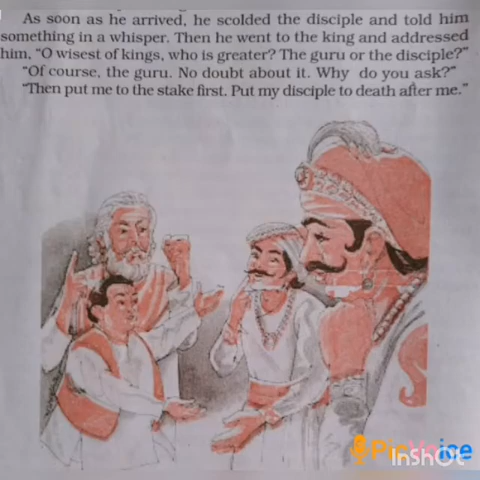 As soon as he arrived, he scolded the disciple and told him
something in a whisper. Then he went to the king and addressed
him, “O wisest of kings, who is greater? The guru or the disciple?”
“Of course, the guru. No doubt about it. Why do you ask?”
“Then put me to the stake first. Put my disciple to death after me.”
PicVoice
InShOt